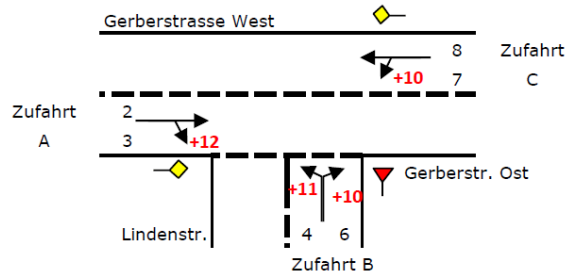 Gerberstrasse West
8 Zufahrt
+10 7 C
Zufahrt 2
A 3 +12
+11 +10 Gerberstr. Ost
Lindenstr. 4 6
Zufahrt B